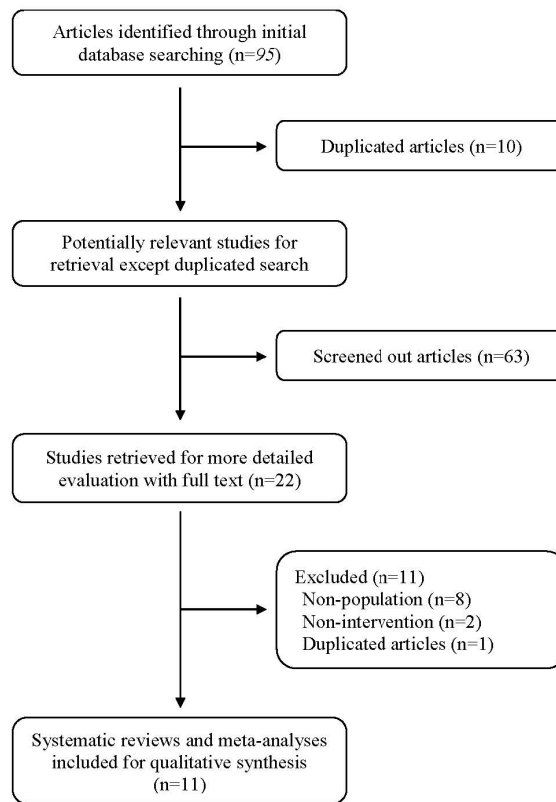 Articles identified through initial
database searching (n=95)
Duplicated articles (n=10)
Potentially relevant studies for
retrieval except duplicated search
Screened out articles (n=63)
Studies retrieved for more detailed
evaluation with full text (n=22)
Excluded (n=11)
Non-population (n=8)
Non-intervention (n=2)
Duplicated articles (n=1)
Systematic reviews and meta-analyses
included for qualitative synthesis
(n=11)